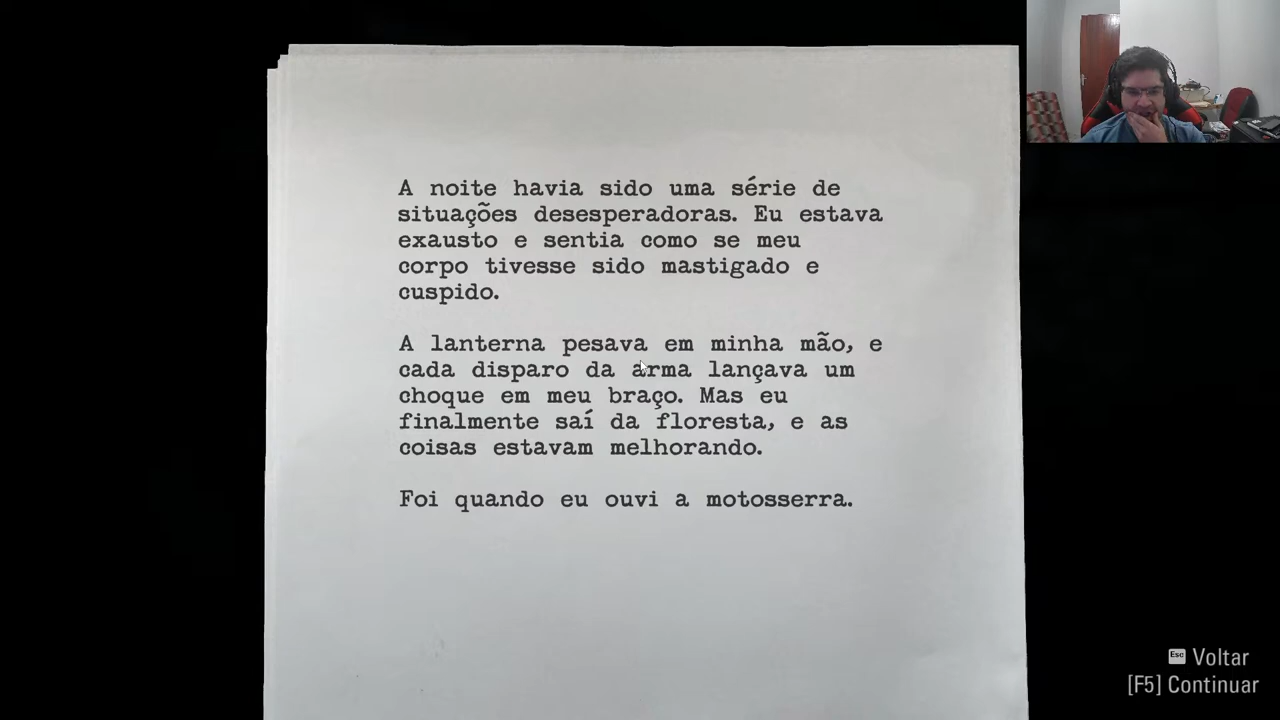 A noite havia sido uma série de
situações desesperadoras. Eu estava
exausto e sentia como se meu
corpo tivesse sido mastigado e
cuspido.
A lanterna pesava em minha mão, e
cada disparo da arma lançava um
choque em meu braço. Mas eu
finalmente saí da floresta, e as
coisas estavam melhorando.
Foi quando eu ouvi a motosserra.
Esc Voltar
[F5] Continuar